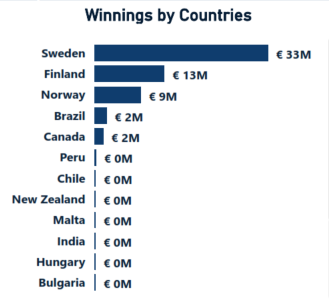 Winnings by Countries
Sweden € 33M
Finland € 13M
Norway € 9M
Brazil € 2M
Canada € 2M
Peru € 0M
Chile € 0M
New Zealand € 0M
Malta € 0M
India € 0M
Hungary € 0M
Bulgaria € 0M